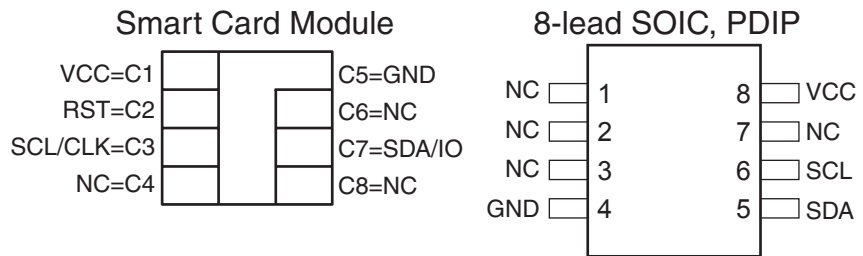 Smart Card Module
VCC=C1
RST=C2
SCL/CLK=C3
NC=C4
C5=GND
C6=NC
C7=SDA/IO
C8=NC
8-lead SOIC, PDIP
NC 1
NC 2
NC 3
GND 4
8 VCC
7 NC
6 SCL
5 SDA